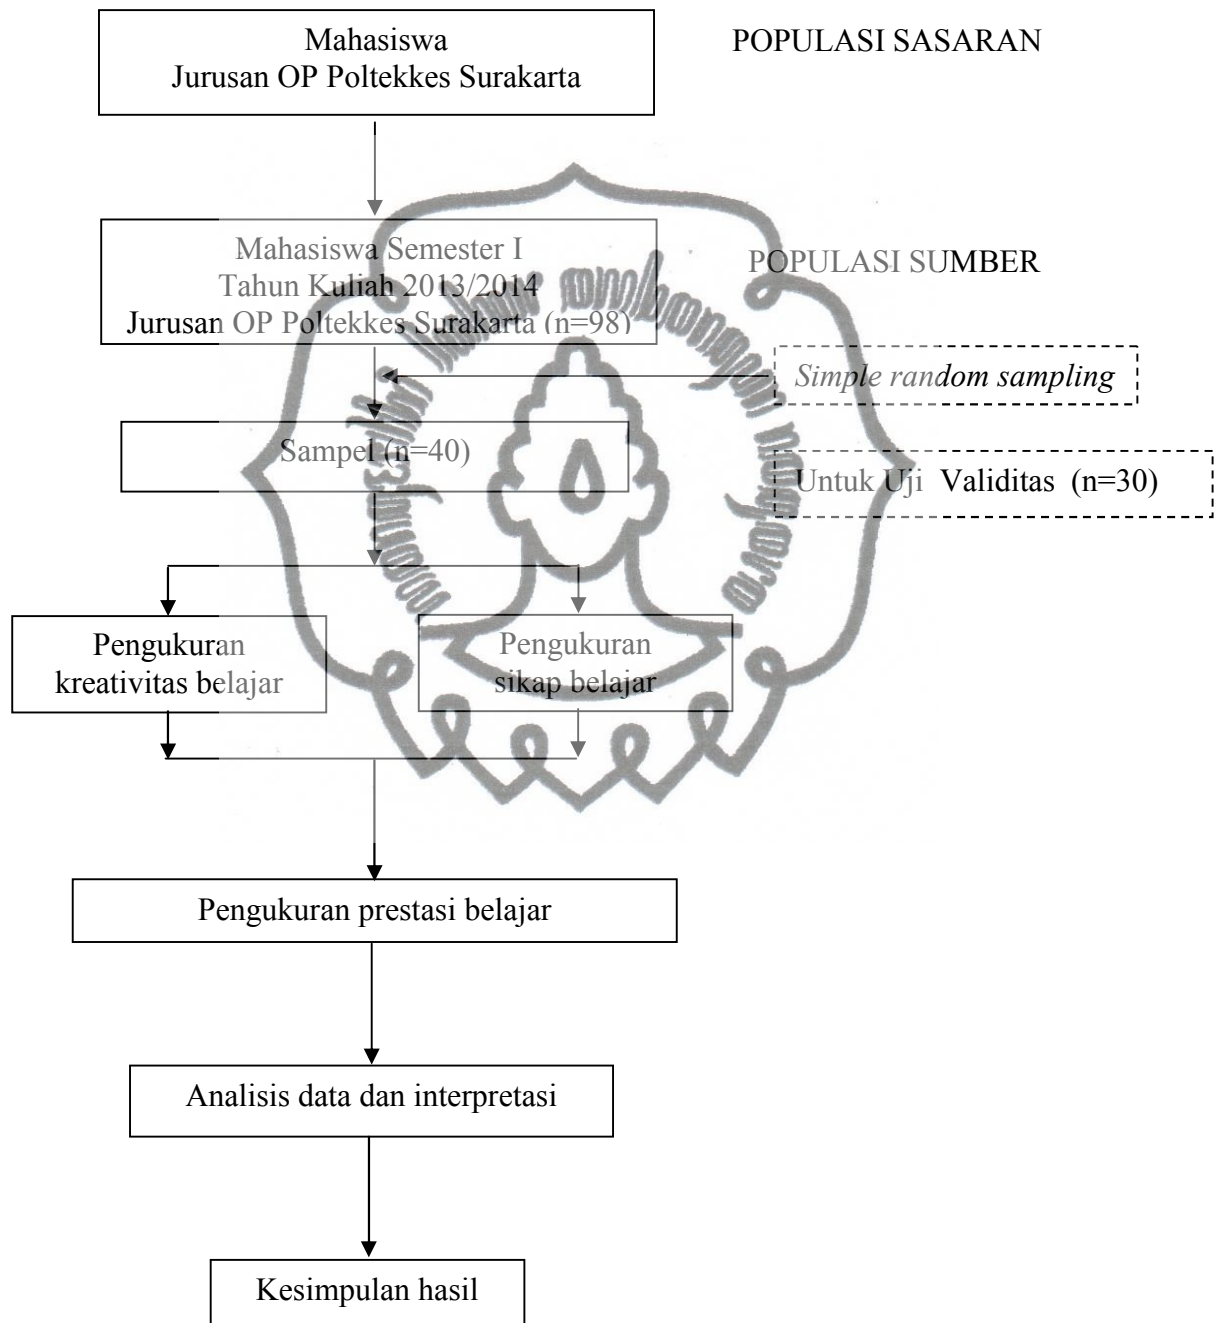 Mahasiswa
Jurusan OP Poltekkes Surakarta
POPULASI SASARAN
Mahasiswa Semester I
Tahun Kuliah 2013/2014
Jurusan OP Poltekkes Surakarta (n=98)
POPULASI SUMBER
Simple random sampling
Sampel (n=40)
Untuk Uji Validitas (n=30)
Pengukuran
kreativitas belajar
Pengukuran
sikap belajar
Pengukuran prestasi belajar
Analisis data dan interpretasi
Kesimpulan hasil